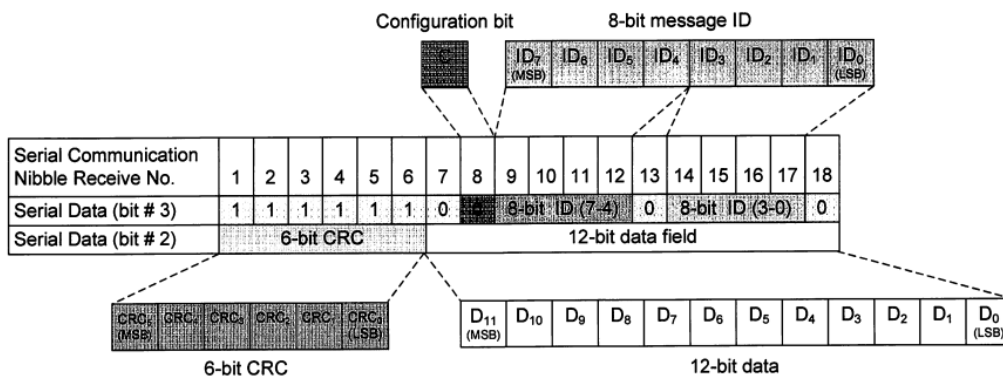 Configuration bit 8-bit message ID
C ID7 ID6 ID5 ID4 ID3 ID2 ID1 ID0
(MSB) (LSB)
Serial Communication
Nibble Receive No. 1 2 3 4 5 6 7 8 9 10 11 12 13 14 15 16 17 18
Serial Data (bit # 3) 1 1 1 1 1 1 0 8-bit ID (7-4) 0 8-bit ID (3-0) 0
Serial Data (bit # 2) 6-bit CRC 12-bit data field
CRC3 CRC2 CRC0 D11 D10 D9 D8 D7 D6 D5 D4 D3 D2 D1 D0
(MSB) (LSB) (MSB) (LSB)
6-bit CRC 12-bit data